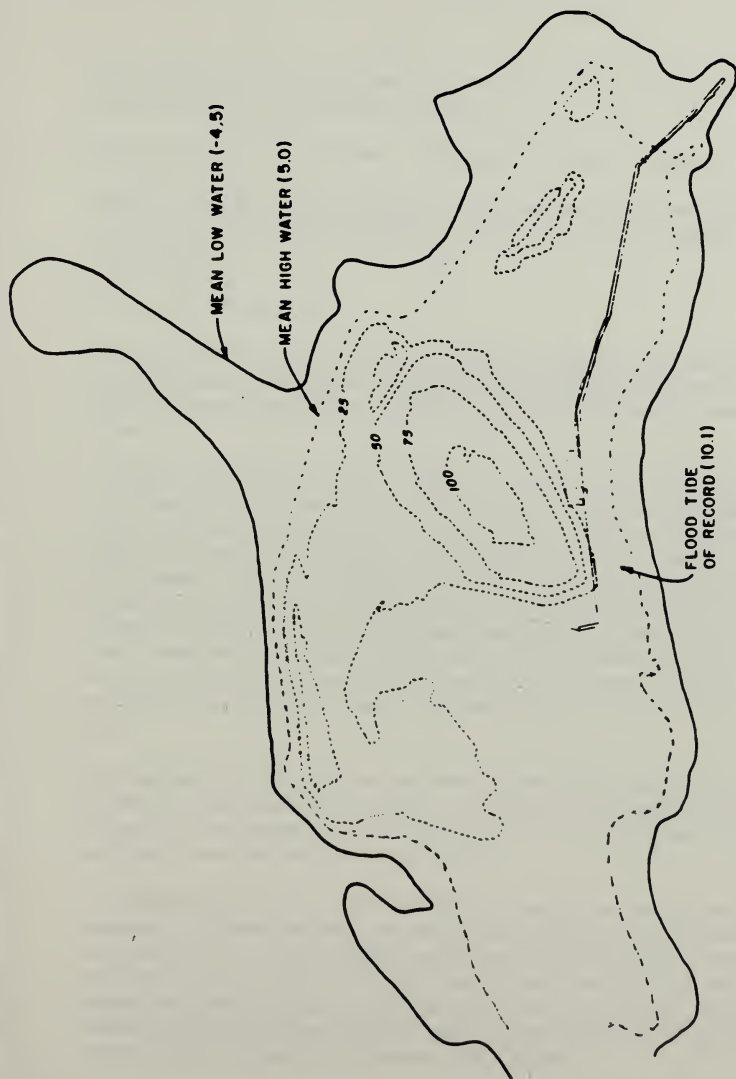 MEAN LOW WATER (-4.5)
MEAN HIGH WATER (5.0)
25
50
75
100
FLOOD TIDE
OF RECORD (10.1)